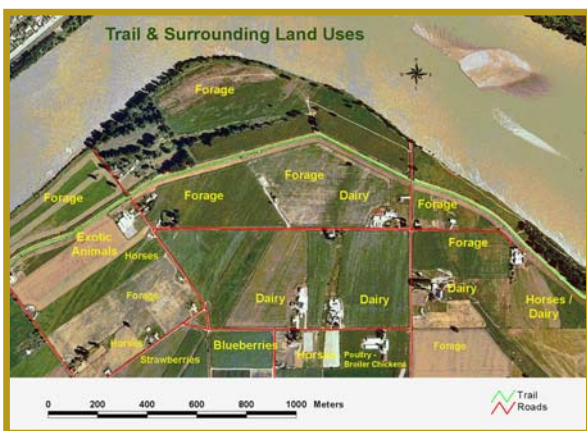 Trail & Surrounding Land Uses
Forage
Forage
Forage
Forage
Dairy
Forage
Exotic
Animals
Horses
Forage
Forage
Dairy
Dairy
Dairy
Horses /
Dairy
Horses
Strawberries
Blueberries
Horses
Poultry -
Broiler Chickens
Forage
0 200 400 600 800 1000 Meters
Trail
Roads